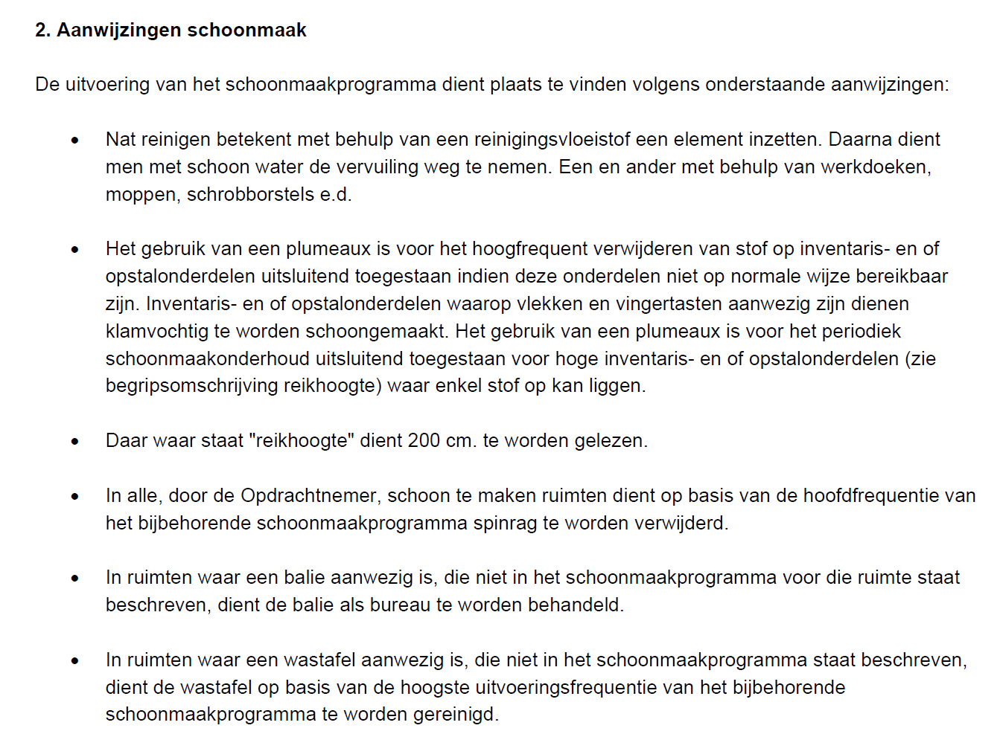 2. Aanwijzingen schoonmaak
De uitvoering van het schoonmaakprogramma dient plaats te vinden volgens onderstaande aanwijzingen:
• Nat reinigen betekent met behulp van een reinigingsvloeistof een element inzetten. Daarna dient
men met schoon water de vervuiling weg te nemen. Een en ander met behulp van werkdoeken,
moppen, schrobborstels e.d.
• Het gebruik van een plumeaux is voor het hoogfrequent verwijderen van stof op inventaris- en of
opstalonderdelen uitsluitend toegestaan indien deze onderdelen niet op normale wijze bereikbaar
zijn. Inventaris- en of opstalonderdelen waarop vlekken en vingertasten aanwezig zijn dienen
klamvochtig te worden schoongemaakt. Het gebruik van een plumeaux is voor het periodiek
schoonmaakonderhoud uitsluitend toegestaan voor hoge inventaris- en of opstalonderdelen (zie
begripsomschrijving reikhoogte) waar enkel stof op kan liggen.
• Daar waar staat "reikhoogte" dient 200 cm. te worden gelezen.
• In alle, door de Opdrachtnemer, schoon te maken ruimten dient op basis van de hoofdfrequentie van
het bijbehorende schoonmaakprogramma spinrag te worden verwijderd.
• In ruimten waar een balie aanwezig is, die niet in het schoonmaakprogramma voor die ruimte staat
beschreven, dient de balie als bureau te worden behandeld.
• In ruimten waar een wastafel aanwezig is, die niet in het schoonmaakprogramma staat beschreven,
dient de wastafel op basis van de hoogste uitvoeringsfrequentie van het bijbehorende
schoonmaakprogramma te worden gereinigd.